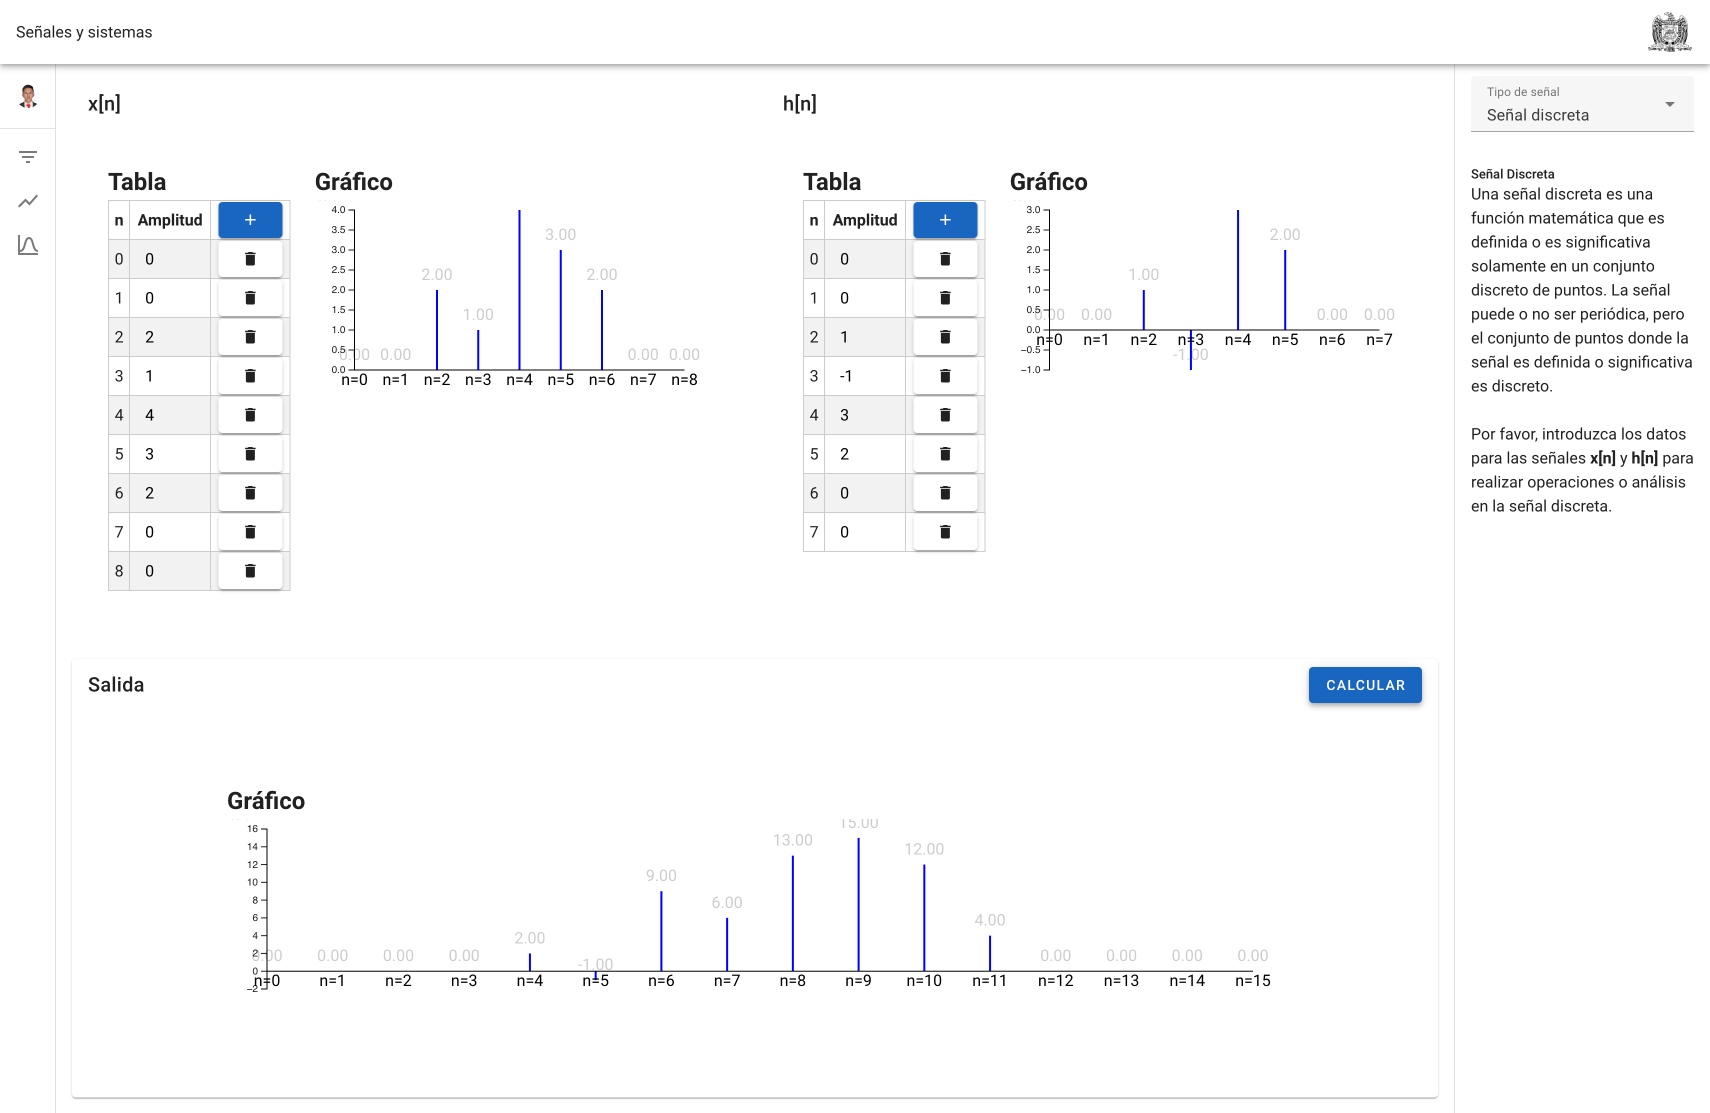 Señales y sistemas
x[n]
Tabla
n Amplitud +
0 0
1 0
2 2
3 1
4 4
5 3
6 2
7 0
8 0
Gráfico
4.0
3.5
3.0
2.5
2.0
1.5
1.0
0.5
0.0
0.00 0.00 2.00 1.00 3.00 2.00 0.00 0.00
n=0 n=1 n=2 n=3 n=4 n=5 n=6 n=7 n=8
h[n]
Tabla
n Amplitud +
0 0
1 0
2 1
3 -1
4 3
5 2
6 0
7 0
Gráfico
3.0
2.5
2.0
1.5
1.0
0.5
0.0
−0.5
−1.0
0.00 0.00 1.00 -1.00 2.00 0.00 0.00
n=0 n=1 n=2 n=3 n=4 n=5 n=6 n=7
Tipo de señal
Señal discreta
Señal Discreta
Una señal discreta es una
función matemática que es
definida o es significativa
solamente en un conjunto
discreto de puntos. La señal
puede o no ser periódica, pero
el conjunto de puntos donde la
señal es definida o significativa
es discreto.
Por favor, introduzca los datos
para las señales x[n] y h[n] para
realizar operaciones o análisis
en la señal discreta.
Salida
CALCULAR
Gráfico
16
14
12
10
8
6
4
2
0
−2
0.00 0.00 0.00 0.00 2.00 -1.00 9.00 6.00 13.00 15.00 12.00 4.00 0.00 0.00 0.00 0.00
n=0 n=1 n=2 n=3 n=4 n=5 n=6 n=7 n=8 n=9 n=10 n=11 n=12 n=13 n=14 n=15